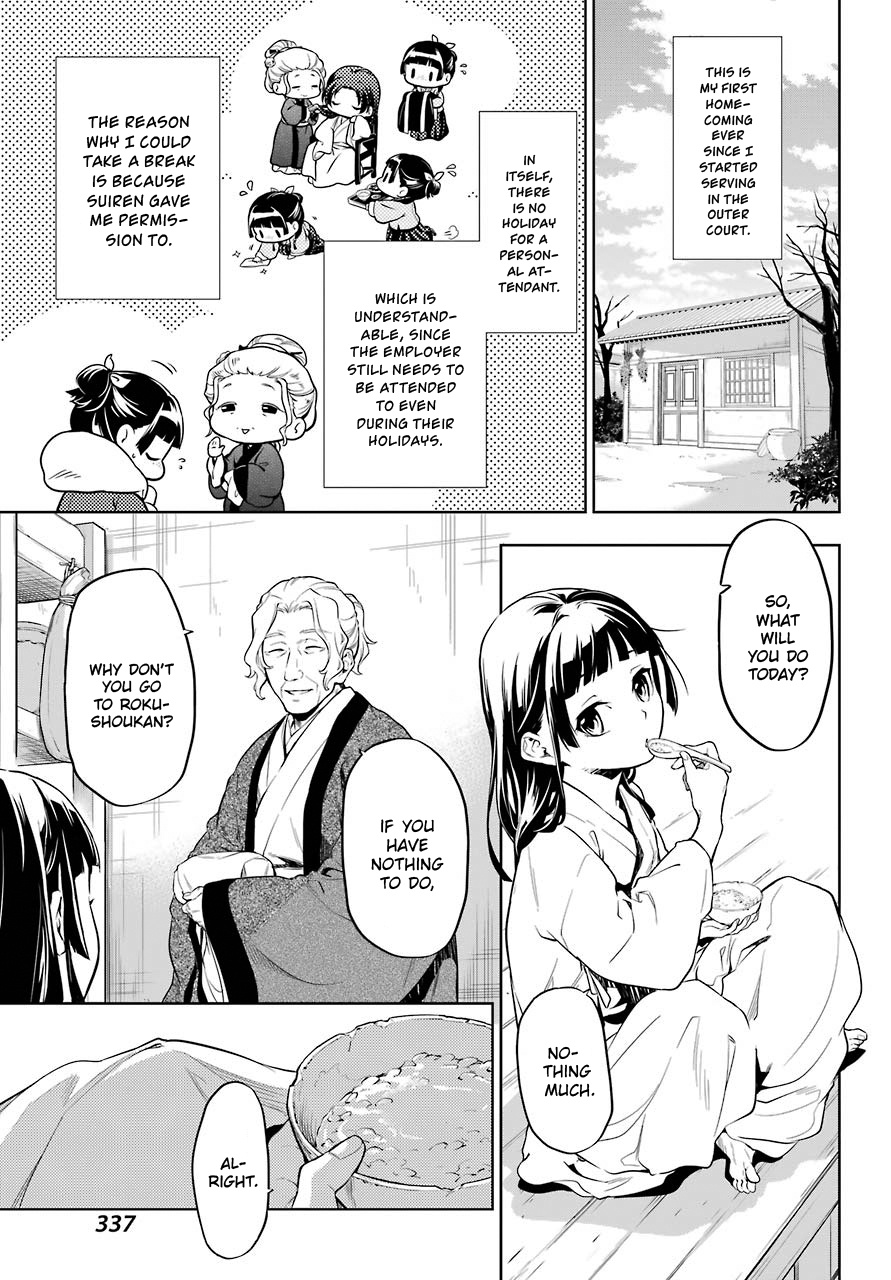 THIS IS
MY FIRST
HOME-
COMING
EVER
SINCE I
STARTED
SERVING
IN THE
OUTER
COURT.
IN
ITSELF,
THERE
IS NO
HOLIDAY
FOR A
PERSON-
AL AT-
TENDANT.
WHICH IS
UNDERSTAND-
ABLE, SINCE
THE EMPLOYER
STILL NEEDS TO
BE ATTENDED
TO EVEN
DURING THEIR
HOLIDAYS.
THE REASON
WHY I COULD
TAKE A BREAK
IS BECAUSE
SUIREN GAVE
ME PERMIS-
SION TO.
SO,
WHAT
WILL
YOU DO
TODAY?
NO-
THING
MUCH.
IF YOU
HAVE
NOTHING
TO DO,
WHY DON'T
YOU GO
TO ROKU-
SHOUKAN?
AL-
RIGHT.
337